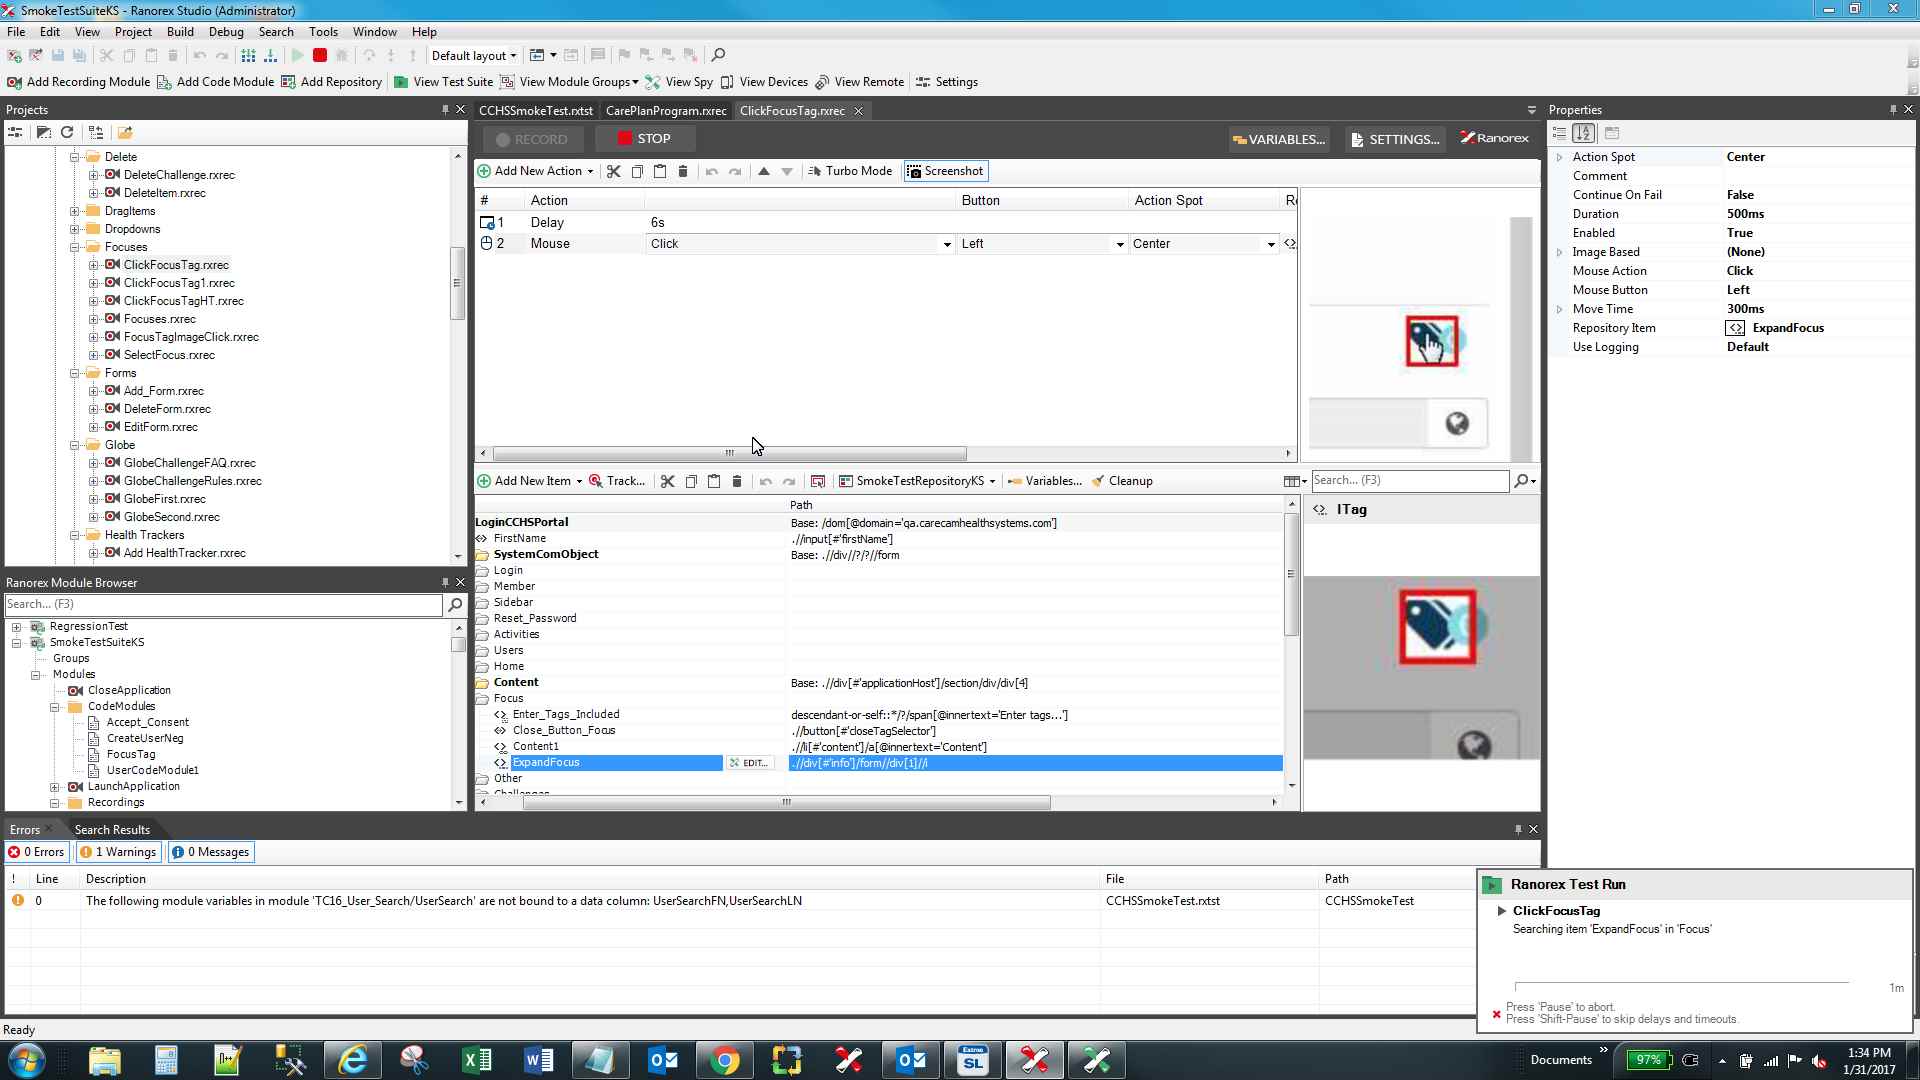 SmokeTestSuiteKS - Ranorex Studio (Administrator)
File Edit View Project Build Debug Search Tools Window Help
Default layout
Add Recording Module Add Code Module Add Repository View Test Suite View Module Groups View Spy View Devices View Remote Settings
Projects
Delete
DeleteChallenge.rxrec
DeleteItem.rxrec
DragItems
Dropdowns
Focuses
ClickFocusTag.rxrec
ClickFocusTag1.rxrec
ClickFocusTagHT.rxrec
Focuses.rxrec
FocusTagImageClick.rxrec
SelectFocus.rxrec
Forms
Add_Form.rxrec
DeleteForm.rxrec
EditForm.rxrec
Globe
GlobeChallengeFAQ.rxrec
GlobeChallengeRules.rxrec
GlobeFirst.rxrec
GlobeSecond.rxrec
Health Trackers
Add HealthTracker.rxrec
Ranorex Module Browser
Search... (F3)
RegressionTest
SmokeTestSuiteKS
Groups
Modules
CloseApplication
CodeModules
Accept_Consent
CreateUserNeg
FocusTag
UserCodeModule1
LaunchApplication
Recordings
CCHSSmokeTest.rxtst CarePlanProgram.rxrec ClickFocusTag.rxrec
RECORD STOP VARIABLES... SETTINGS... Ranorex
Add New Action Turbo Mode Screenshot
# Action Button Action Spot
1 Delay 6s
2 Mouse Click Left Center
Add New Item Track... SmokeTestRepositoryKS Variables... Cleanup Search... (F3)
Path
LoginCCHSPortal Base: /dom[@domain='qa.carecamhealthsystems.com']
FirstName .//input[#'firstName']
SystemComObject Base: .//div//?/?//form
Login
Member
Sidebar
Reset_Password
Activities
Users
Home
Content Base: .//div[#'applicationHost']/section/div/div[4]
Focus
Enter_Tags_Included descendant-or-self::*/?/span[@innertext='Enter tags...']
Close_Button_Focus .//button[#'closeTagSelector']
Content1 .//li[#'content']/a[@innertext='Content']
ExpandFocus EDIT... .//div[#'info']/form//div[1]//i
Other
Challenges
ITag
Properties
Action Spot Center
Comment
Continue On Fail False
Duration 500ms
Enabled True
Image Based (None)
Mouse Action Click
Mouse Button Left
Move Time 300ms
Repository Item ExpandFocus
Use Logging Default
Errors Search Results
0 Errors 1 Warnings 0 Messages
! Line Description File Path
0 The following module variables in module 'TC16_User_Search/UserSearch' are not bound to a data column: UserSearchFN,UserSearchLN CCHSSmokeTest.rxtst CCHSSmokeTest
Ranorex Test Run
ClickFocusTag
Searching item 'ExpandFocus' in 'Focus'
1m
Press 'Pause' to abort.
Press 'Shift-Pause' to skip delays and timeouts.
Ready
Extreme SL
Documents
97%
1:34 PM
1/31/2017